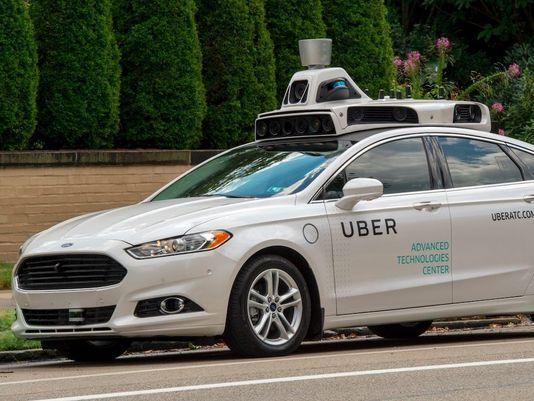 UBER
ADVANCED
TECHNOLOGIES
CENTER
UBERATC.COM